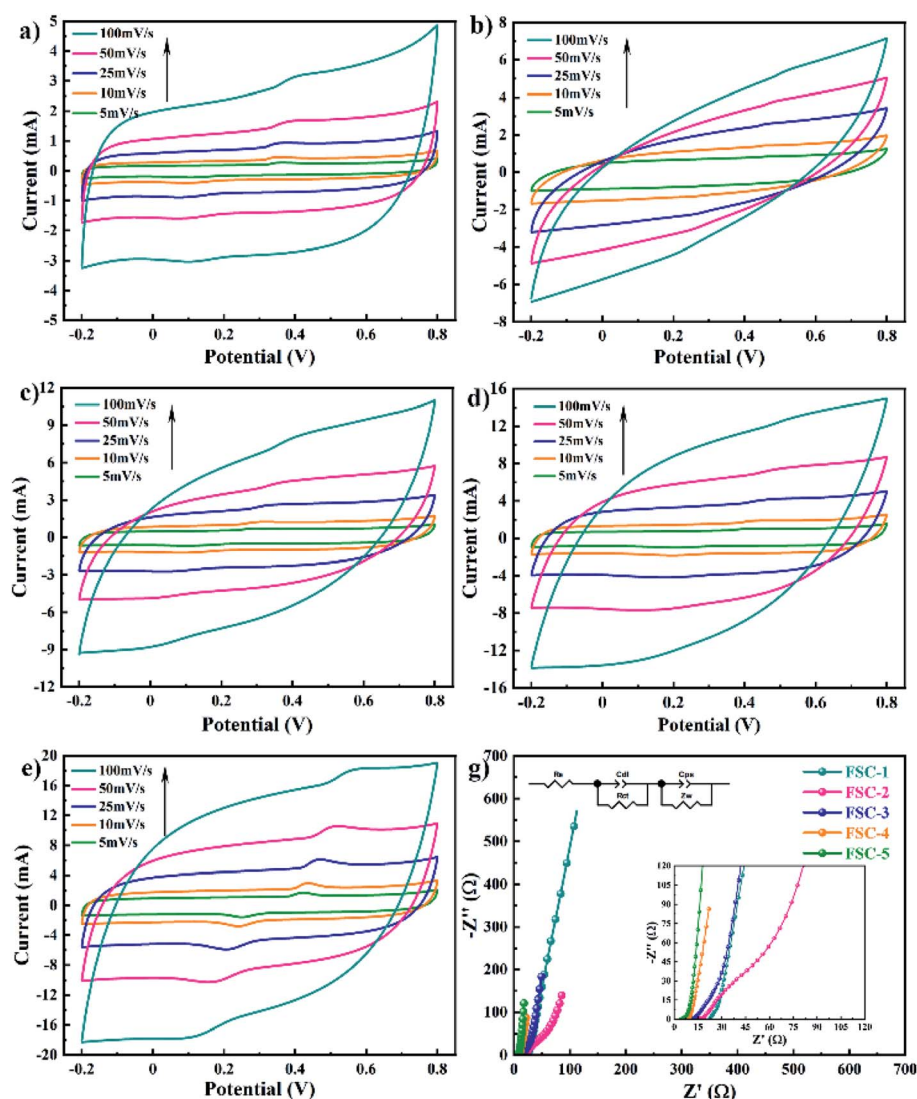 a)
100mV/s
50mV/s
25mV/s
10mV/s
5mV/s
5
4
3
2
1
0
-1
-2
-3
-4
-5
Current (mA)
-0.2 0 0.2 0.4 0.6 0.8
Potential (V)
b)
100mV/s
50mV/s
25mV/s
10mV/s
5mV/s
8
6
4
2
0
-2
-4
-6
-8
Current (mA)
-0.2 0 0.2 0.4 0.6 0.8
Potential (V)
c)
100mV/s
50mV/s
25mV/s
10mV/s
5mV/s
12
9
6
3
0
-3
-6
-9
-12
Current (mA)
-0.2 0 0.2 0.4 0.6 0.8
Potential (V)
d)
100mV/s
50mV/s
25mV/s
10mV/s
5mV/s
16
12
8
4
0
-4
-8
-12
-16
Current (mA)
-0.2 0 0.2 0.4 0.6 0.8
Potential (V)
e)
100mV/s
50mV/s
25mV/s
10mV/s
5mV/s
20
16
12
8
4
0
-4
-8
-12
-16
-20
Current (mA)
-0.2 0 0.2 0.4 0.6 0.8
Potential (V)
g)
Rs Cdl Cps
Rct Zw
FSC-1
FSC-2
FSC-3
FSC-4
FSC-5
-700
-600
-500
-400
-300
-200
-100
0
-Z'' (Ω)
0 100 200 300 400 500 600 700
Z' (Ω)
-120
-105
-90
-75
-60
-45
-30
-15
0
-Z'' (Ω)
0 15 30 45 60 75 90 105 120
Z' (Ω)